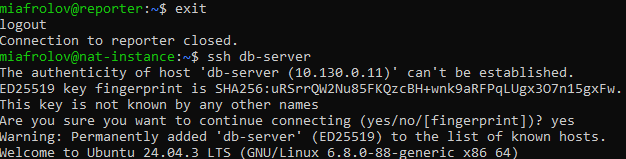 miafrolov@reporter:~$ exit
logout
Connection to reporter closed.
miafrolov@nat-instance:~$ ssh db-server
The authenticity of host 'db-server (10.130.0.11)' can't be established.
ED25519 key fingerprint is SHA256:uRSrrQW2Nu85FKQzcBH+wnk9aRFPqLUgx3O7n15gxFw.
This key is not known by any other names
Are you sure you want to continue connecting (yes/no/[fingerprint])? yes
Warning: Permanently added 'db-server' (ED25519) to the list of known hosts.
Welcome to Ubuntu 24.04.3 LTS (GNU/Linux 6.8.0-88-generic x86_64)